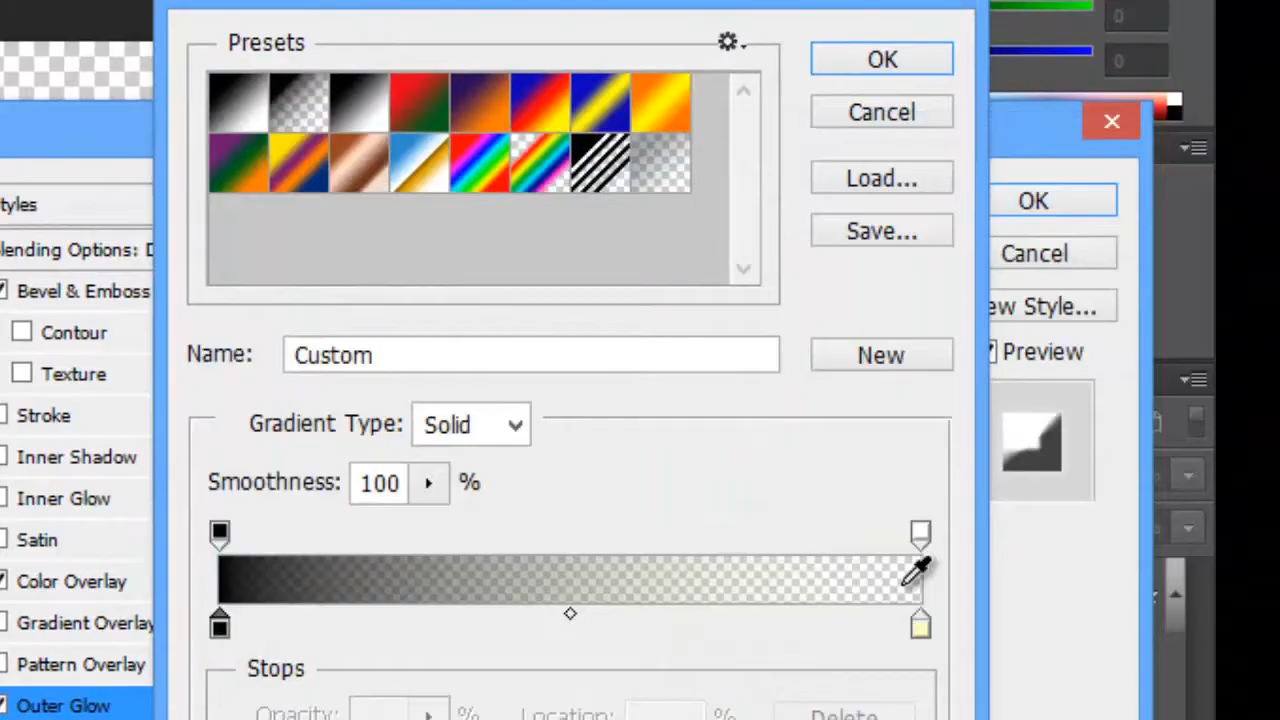 Presets
OK
Cancel
Load...
Save...
Name:
Custom
New
Gradient Type:
Solid
Smoothness:
100
%
Stops
Opacity:
%
Location:
%
Delete
0
0
OK
Cancel
ew Style...
Preview
tyles
lending Options: D
Bevel & Emboss
Contour
Texture
Stroke
Inner Shadow
Inner Glow
Satin
Color Overlay
Gradient Overlay
Pattern Overlay
Outer Glow